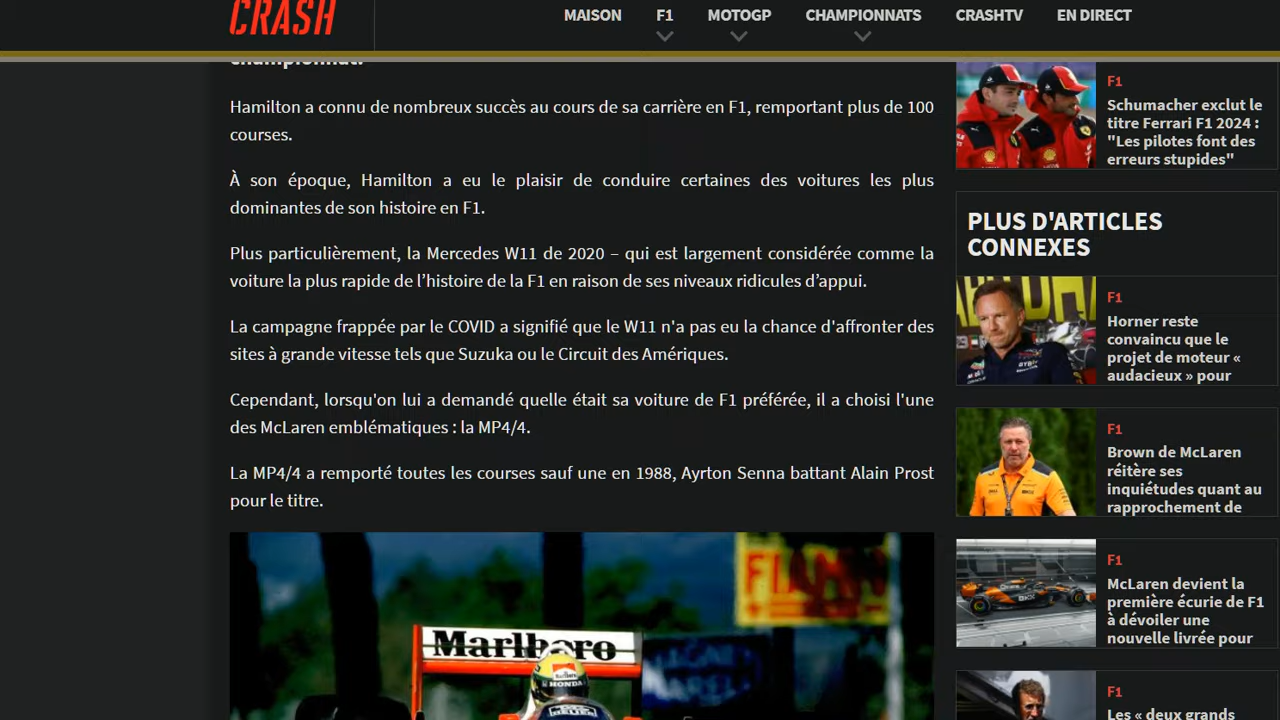 CRASH
MAISON F1 MOTOGP CHAMPIONNATS CRASHTV EN DIRECT
championnat.
Hamilton a connu de nombreux succès au cours de sa carrière en F1, remportant plus de 100
courses.
À son époque, Hamilton a eu le plaisir de conduire certaines des voitures les plus
dominantes de son histoire en F1.
Plus particulièrement, la Mercedes W11 de 2020 – qui est largement considérée comme la
voiture la plus rapide de l’histoire de la F1 en raison de ses niveaux ridicules d’appui.
La campagne frappée par le COVID a signifié que le W11 n'a pas eu la chance d'affronter des
sites à grande vitesse tels que Suzuka ou le Circuit des Amériques.
Cependant, lorsqu'on lui a demandé quelle était sa voiture de F1 préférée, il a choisi l'une
des McLaren emblématiques : la MP4/4.
La MP4/4 a remporté toutes les courses sauf une en 1988, Ayrton Senna battant Alain Prost
pour le titre.
Marlboro
HONDA
F1
Schumacher exclut le
titre Ferrari F1 2024 :
"Les pilotes font des
erreurs stupides"
PLUS D'ARTICLES
CONNEXES
F1
Horner reste
convaincu que le
projet de moteur «
audacieux » pour
F1
Brown de McLaren
réitère ses
inquiétudes quant au
rapprochement de
F1
McLaren devient la
première écurie de F1
à dévoiler une
nouvelle livrée pour
F1
Les « deux grands